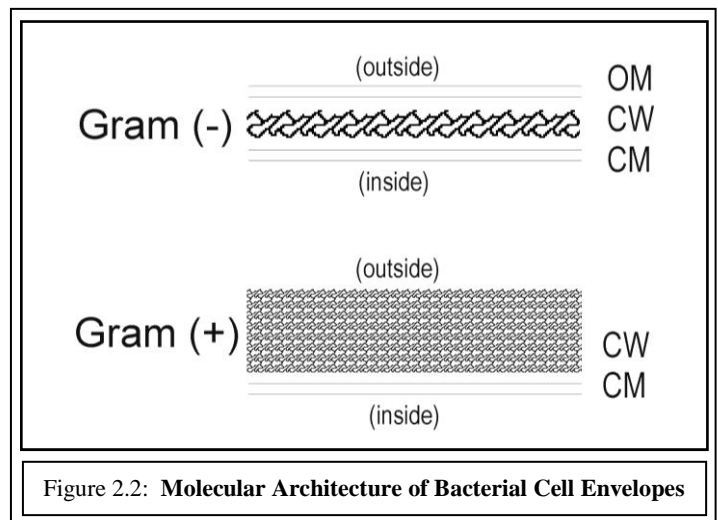 (outside)
OM
Gram (-)
CW
CM
(inside)
(outside)
Gram (+)
CW
CM
(inside)
Figure 2.2: Molecular Architecture of Bacterial Cell Envelopes